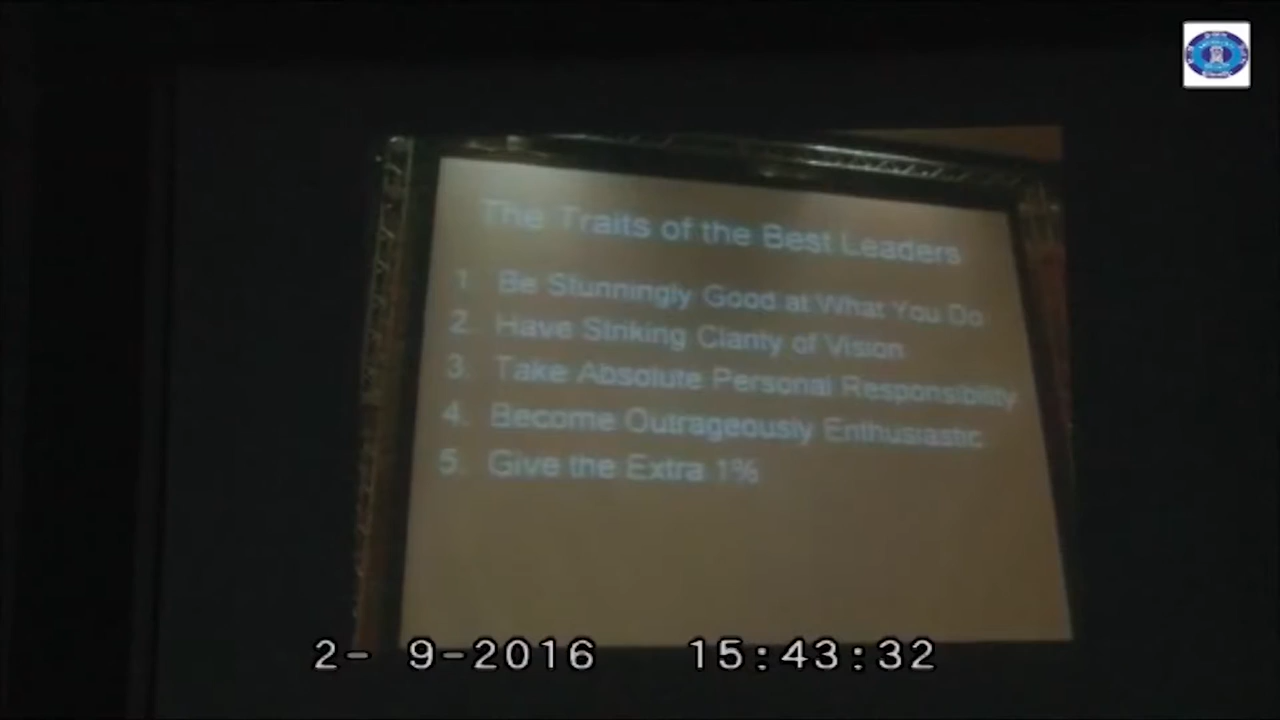 The Traits of the Best Leaders
1. Be Stunningly Good at What You Do
2. Have Striking Clarity of Vision
3. Take Absolute Personal Responsibility
4. Become Outrageously Enthusiastic
5. Give the Extra 1%
2- 9-2016 15:43:32